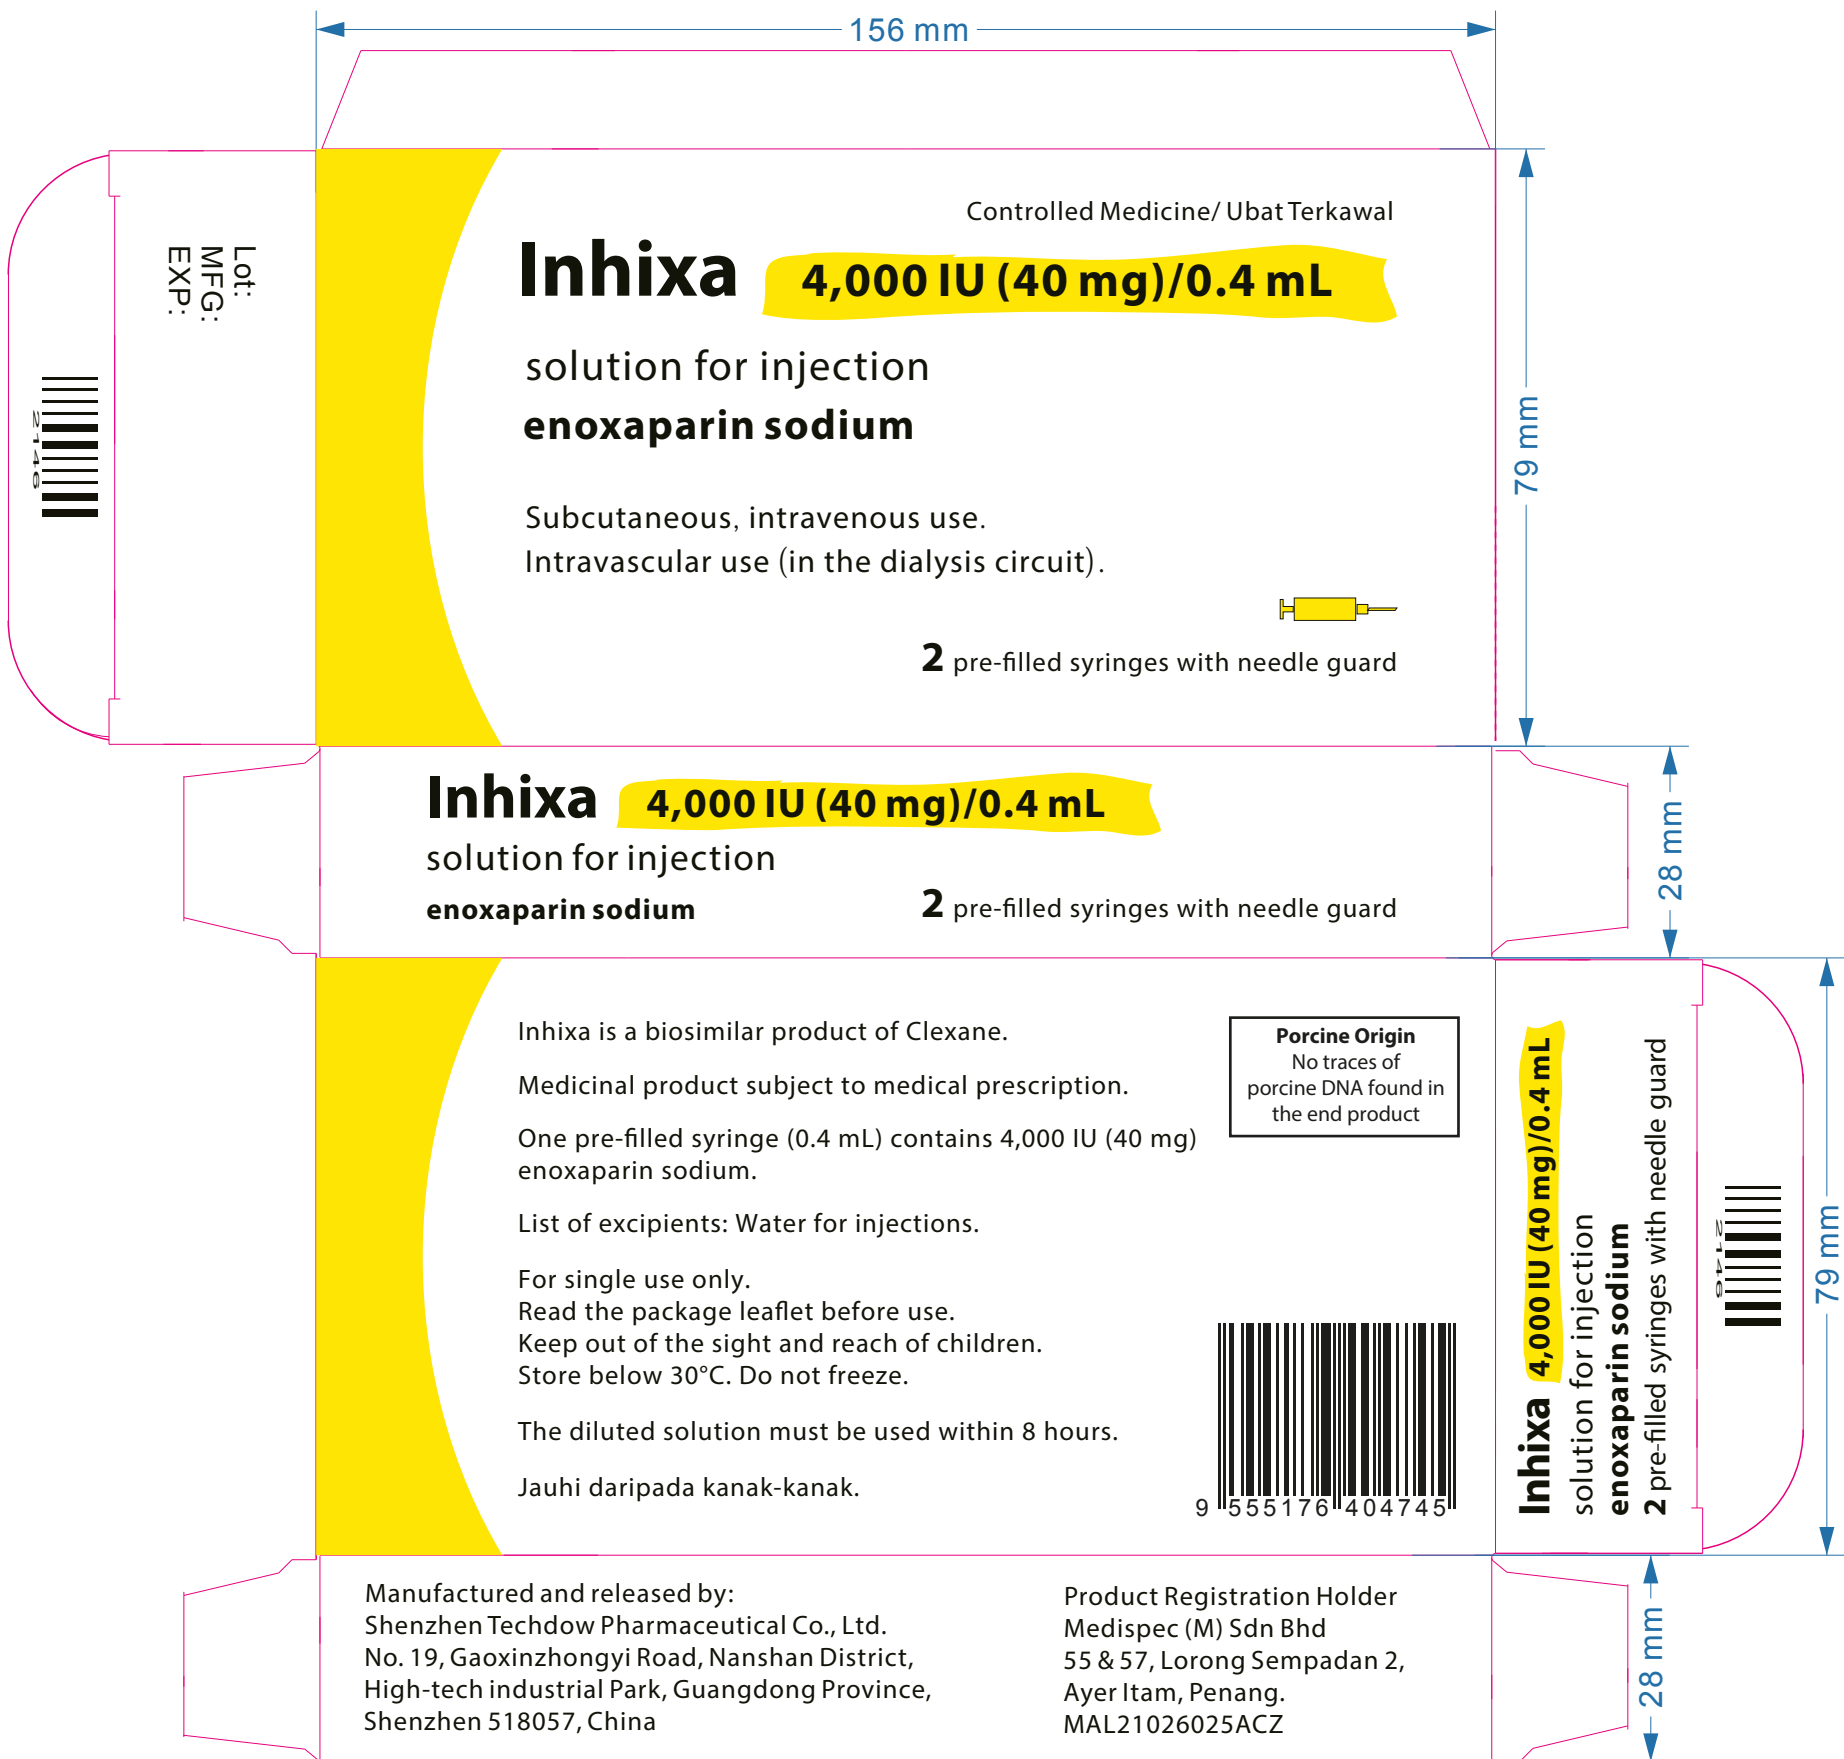 156 mm
Controlled Medicine/ Ubat Terkawal
Inhixa 4,000 IU (40 mg)/0.4 mL
solution for injection
enoxaparin sodium
Subcutaneous, intravenous use.
Intravascular use (in the dialysis circuit).
2 pre-filled syringes with needle guard
Lot:
MFG:
EXP:
2146
79 mm
Inhixa 4,000 IU (40 mg)/0.4 mL
solution for injection
enoxaparin sodium
2 pre-filled syringes with needle guard
28 mm
Inhixa is a biosimilar product of Clexane.
Medicinal product subject to medical prescription.
One pre-filled syringe (0.4 mL) contains 4,000 IU (40 mg)
enoxaparin sodium.
List of excipients: Water for injections.
For single use only.
Read the package leaflet before use.
Keep out of the sight and reach of children.
Store below 30°C. Do not freeze.
The diluted solution must be used within 8 hours.
Jauhi daripada kanak-kanak.
Porcine Origin
No traces of
porcine DNA found in
the end product
9 555176 404745
Inhixa 4,000 IU (40 mg)/0.4 mL
solution for injection
enoxaparin sodium
2 pre-filled syringes with needle guard
2146
79 mm
Manufactured and released by:
Shenzhen Techdow Pharmaceutical Co., Ltd.
No. 19, Gaoxinzhongyi Road, Nanshan District,
High-tech industrial Park, Guangdong Province,
Shenzhen 518057, China
Product Registration Holder
Medispec (M) Sdn Bhd
55 & 57, Lorong Sempadan 2,
Ayer Itam, Penang.
MAL21026025ACZ
28 mm